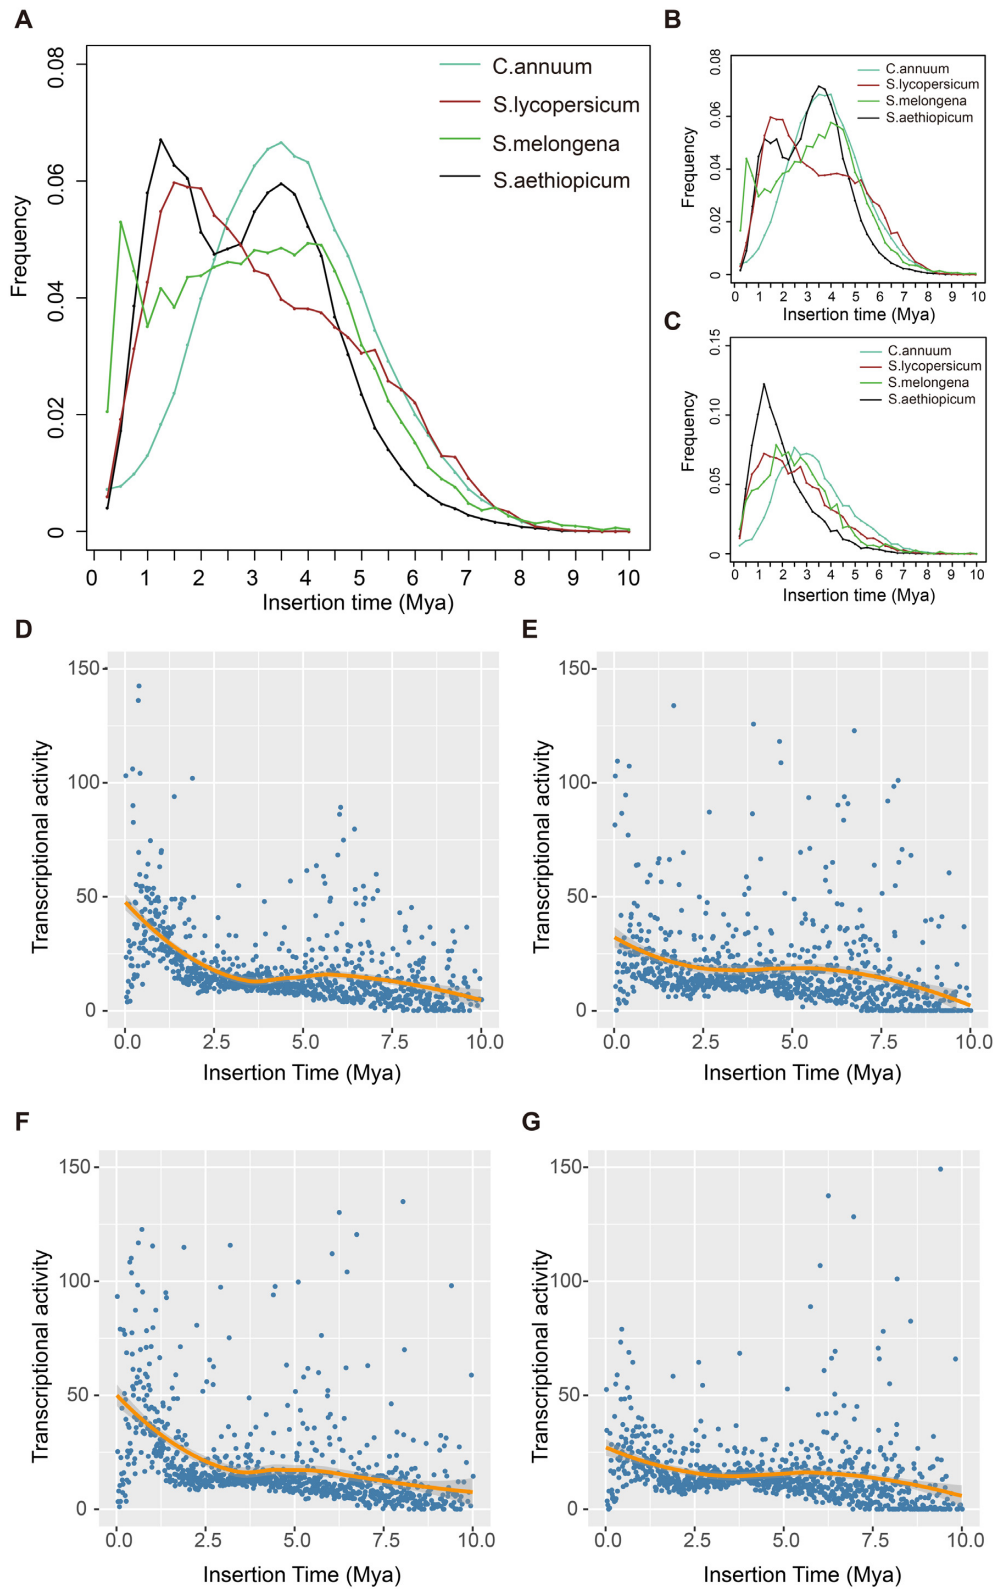 A
0.08
0.06
0.04
0.02
0
Frequency
C.annuum
S.lycopersicum
S.melongena
S.aethiopicum
0 1 2 3 4 5 6 7 8 9 10
Insertion time (Mya)
B
0.08
0.06
0.04
0.02
0
Frequency
C.annuum
S.lycopersicum
S.melongena
S.aethiopicum
0 1 2 3 4 5 6 7 8 9 10
Insertion time (Mya)
C
0.15
0.10
0.05
0
Frequency
C.annuum
S.lycopersicum
S.melongena
S.aethiopicum
0 1 2 3 4 5 6 7 8 9 10
Insertion time (Mya)
D
150
100
50
0
Transcriptional activity
0.0 2.5 5.0 7.5 10.0
Insertion Time (Mya)
E
150
100
50
0
Transcriptional activity
0.0 2.5 5.0 7.5 10.0
Insertion Time (Mya)
F
150
100
50
0
Transcriptional activity
0.0 2.5 5.0 7.5 10.0
Insertion Time (Mya)
G
150
100
50
0
Transcriptional activity
0.0 2.5 5.0 7.5 10.0
Insertion Time (Mya)